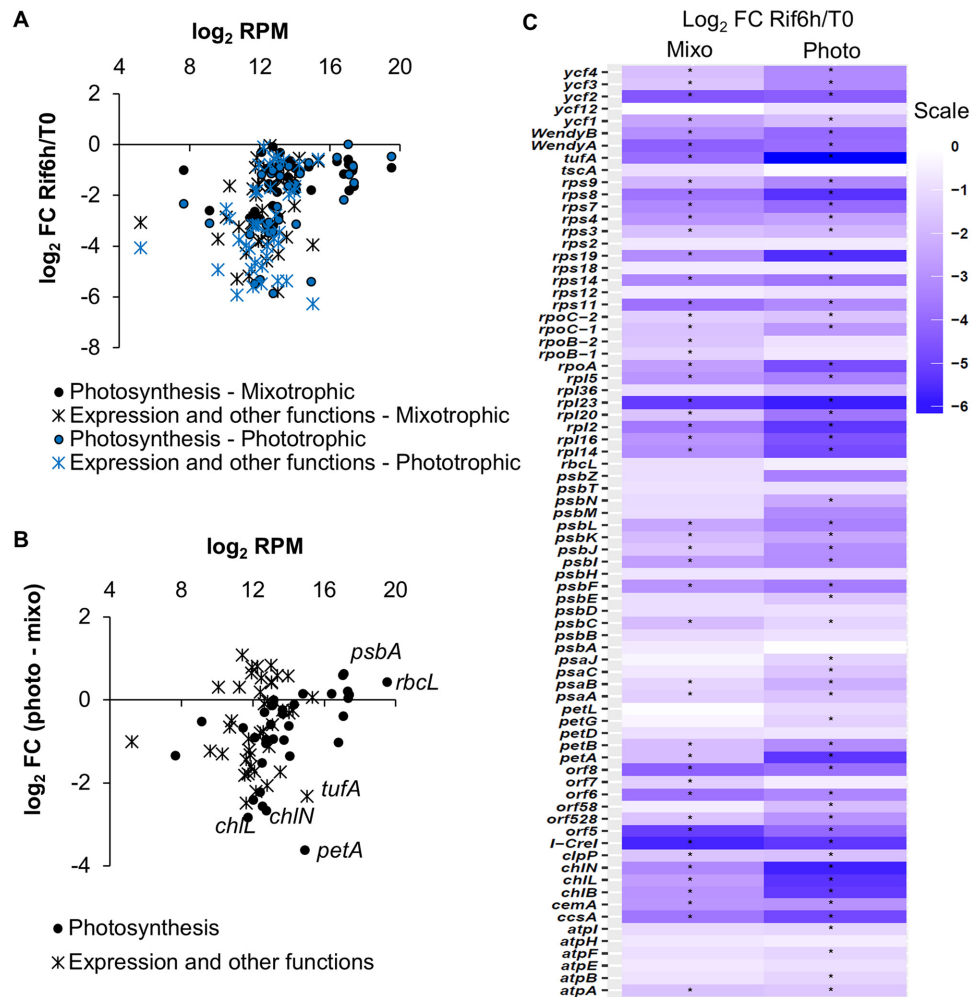 A
log2 RPM
4 8 12 16 20
2
0
-2
-4
-6
-8
log2 FC Rif6h/T0
Photosynthesis - Mixotrophic
Expression and other functions - Mixotrophic
Photosynthesis - Phototrophic
Expression and other functions - Phototrophic
B
log2 RPM
4 8 12 16 20
2
0
-2
-4
log2 FC (photo - mixo)
psbA
rbcL
tufA
chlN
chlL
petA
Photosynthesis
Expression and other functions
C
Log2 FC Rif6h/T0
Mixo Photo
ycf4 * *
ycf3 * *
ycf2 * *
ycf12
ycf1 * *
WendyB * *
WendyA * *
tufA * *
tscA
rps9 * *
rps8 * *
rps7 * *
rps4 * *
rps3 * *
rps2
rps19 * *
rps18
rps14 * *
rps12
rps11 * *
rpoC-2 * *
rpoC-1 * *
rpoB-2 *
rpoB-1 *
rpoA * *
rpl5 * *
rpl36
rpl23 * *
rpl20 * *
rpl2 * *
rpl16 * *
rpl14 * *
rbcL
psbZ
psbT
psbN *
psbM
psbL * *
psbK * *
psbJ * *
psbI * *
psbH
psbF * *
psbE *
psbD
psbC * *
psbB
psbA
psaJ *
psaC *
psaB * *
psaA * *
petL
petG *
petD
petB * *
petA * *
orf8 * *
orf7 *
orf6 * *
orf58 *
orf528 * *
orf5 * *
I-CreI * *
clpP * *
chlN * *
chlL * *
chlB * *
cemA * *
ccsA * *
atpI *
atpH
atpF *
atpE
atpB *
atpA * *
Scale
0
-1
-2
-3
-4
-5
-6